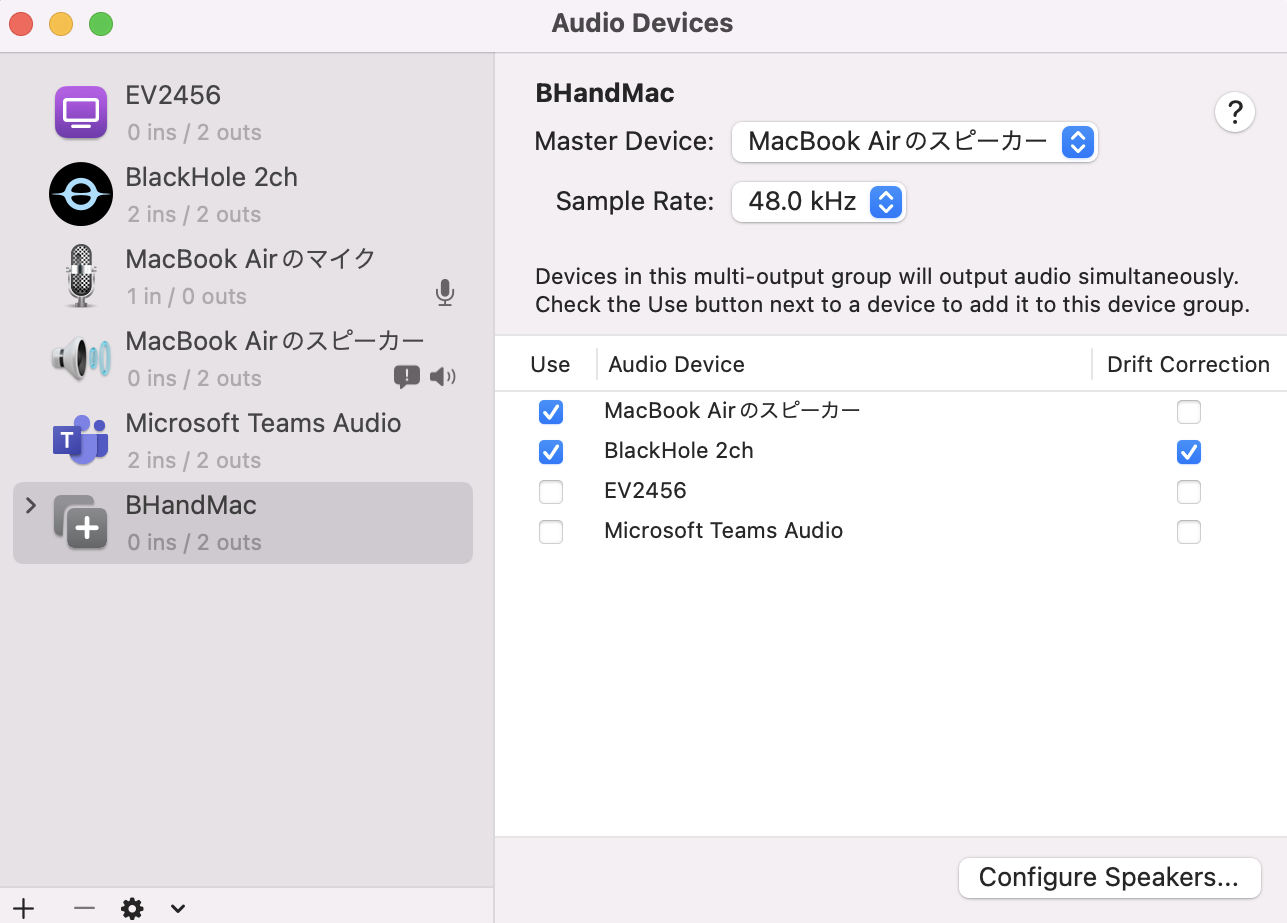 Audio Devices
EV2456
0 ins / 2 outs
BlackHole 2ch
2 ins / 2 outs
MacBook Airのマイク
1 in / 0 outs
MacBook Airのスピーカー
0 ins / 2 outs
T
Microsoft Teams Audio
2 ins / 2 outs
BHandMac
0 ins / 2 outs
BHandMac
?
Master Device: MacBook Airのスピーカー
Sample Rate: 48.0 kHz
Devices in this multi-output group will output audio simultaneously.
Check the Use button next to a device to add it to this device group.
Use Audio Device Drift Correction
MacBook Airのスピーカー
BlackHole 2ch
EV2456
Microsoft Teams Audio
Configure Speakers...